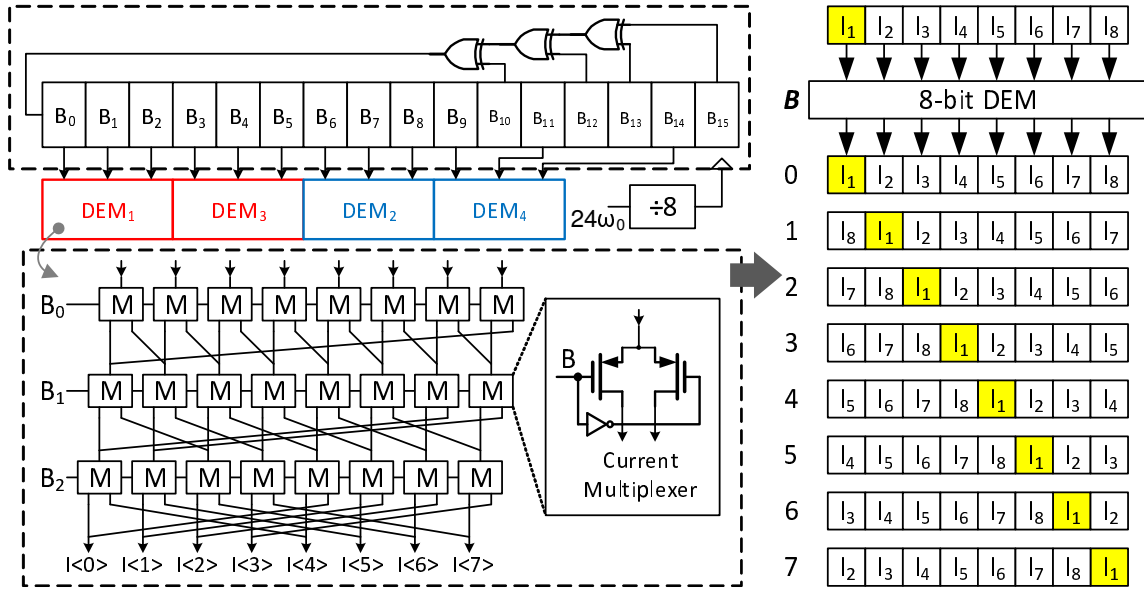 B₀ B₁ B₂ B₃ B₄ B₅ B₆ B₇ B₈ B₉ B₁₀ B₁₁ B₁₂ B₁₃ B₁₄ B₁₅
DEM₁ DEM₃ DEM₂ DEM₄ 24ω₀ ÷8
B₀ M M M M M M M M
B₁ M M M M M M M M
B₂ M M M M M M M M
I<0> I<1> I<2> I<3> I<4> I<5> I<6> I<7>
B
Current
Multiplexer
I₁ I₂ I₃ I₄ I₅ I₆ I₇ I₈
B 8-bit DEM
0 I₁ I₂ I₃ I₄ I₅ I₆ I₇ I₈
1 I₈ I₁ I₂ I₃ I₄ I₅ I₆ I₇
2 I₇ I₈ I₁ I₂ I₃ I₄ I₅ I₆
3 I₆ I₇ I₈ I₁ I₂ I₃ I₄ I₅
4 I₅ I₆ I₇ I₈ I₁ I₂ I₃ I₄
5 I₄ I₅ I₆ I₇ I₈ I₁ I₂ I₃
6 I₃ I₄ I₅ I₆ I₇ I₈ I₁ I₂
7 I₂ I₃ I₄ I₅ I₆ I₇ I₈ I₁